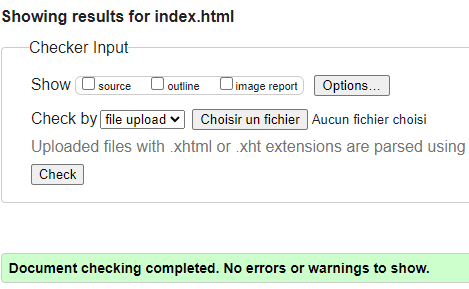 Showing results for index.html
Checker Input
Show source outline image report Options...
Check by file upload Choisir un fichier Aucun fichier choisi
Uploaded files with .xhtml or .xht extensions are parsed using
Check
Document checking completed. No errors or warnings to show.